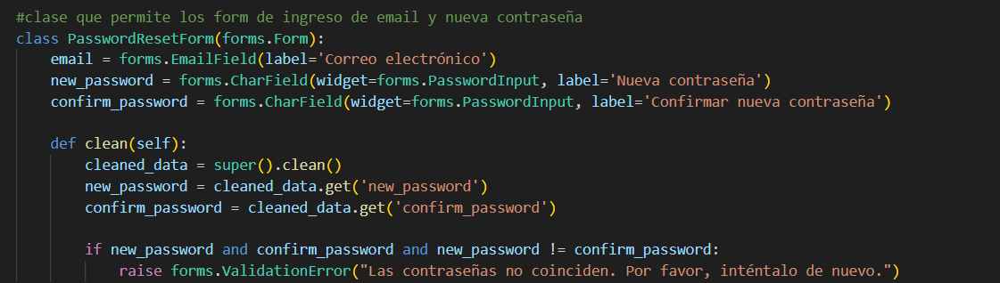 #clase que permite los form de ingreso de email y nueva contraseña
class PasswordResetForm(forms.Form):
    email = forms.EmailField(label='Correo electrónico')
    new_password = forms.CharField(widget=forms.PasswordInput, label='Nueva contraseña')
    confirm_password = forms.CharField(widget=forms.PasswordInput, label='Confirmar nueva contraseña')

    def clean(self):
        cleaned_data = super().clean()
        new_password = cleaned_data.get('new_password')
        confirm_password = cleaned_data.get('confirm_password')

        if new_password and confirm_password and new_password != confirm_password:
            raise forms.ValidationError("Las contraseñas no coinciden. Por favor, inténtalo de nuevo.")